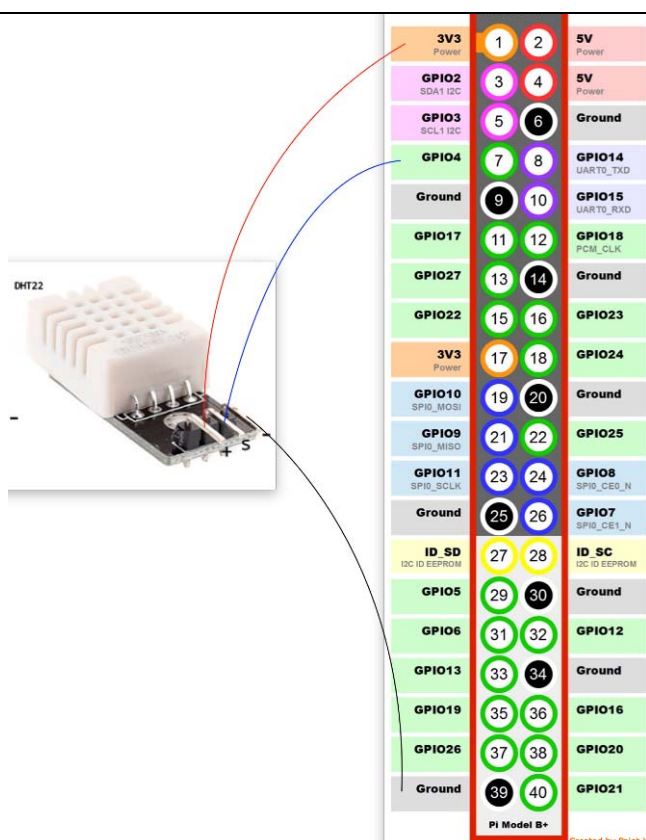 3V3
Power
1 2
5V
Power
GPIO2
SDA1 I2C
3 4
5V
Power
GPIO3
SCL1 I2C
5 6
Ground
GPIO4
7 8
GPIO14
UART0_TXD
Ground
9 10
GPIO15
UART0_RXD
GPIO17
11 12
GPIO18
PCM_CLK
GPIO27
13 14
Ground
GPIO22
15 16
GPIO23
3V3
Power
17 18
GPIO24
GPIO10
SPI0_MOSI
19 20
Ground
GPIO9
SPI0_MISO
21 22
GPIO25
GPIO11
SPI0_SCLK
23 24
GPIO8
SPI0_CE0_N
Ground
25 26
GPIO7
SPI0_CE1_N
ID_SD
I2C ID EEPROM
27 28
ID_SC
I2C ID EEPROM
GPIO5
29 30
Ground
GPIO6
31 32
GPIO12
GPIO13
33 34
Ground
GPIO19
35 36
GPIO16
GPIO26
37 38
GPIO20
Ground
39 40
GPIO21
Pi Model B+
DHT22
-
+ S -